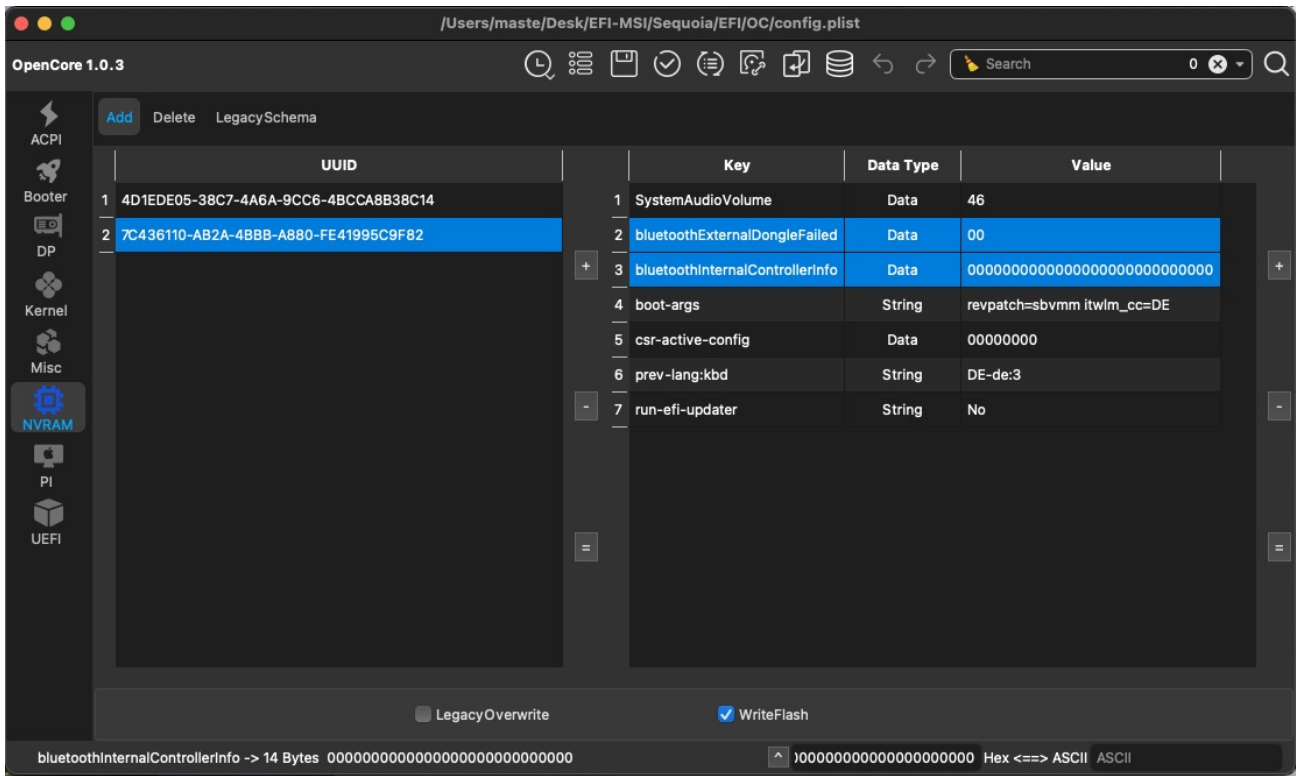 /Users/maste/Desk/EFI-MSI/Sequoia/EFI/OC/config.plist
OpenCore 1.0.3
Search 0
ACPI
Booter
DP
Kernel
Misc
NVRAM
PI
UEFI
Add Delete LegacySchema
UUID
1 4D1EDE05-38C7-4A6A-9CC6-4BCCA8B38C14
2 7C436110-AB2A-4BBB-A880-FE41995C9F82
+
-
=
Key Data Type Value
1 SystemAudioVolume Data 46
2 bluetoothExternalDongleFailed Data 00
3 bluetoothInternalControllerInfo Data 0000000000000000000000000000
4 boot-args String revpatch=sbvmm itwlm_cc=DE
5 csr-active-config Data 00000000
6 prev-lang:kbd String DE-de:3
7 run-efi-updater String No
+
-
=
LegacyOverwrite WriteFlash
bluetoothInternalControllerInfo -> 14 Bytes 0000000000000000000000000000
^ )00000000000000000000 Hex <==> ASCII ASCII